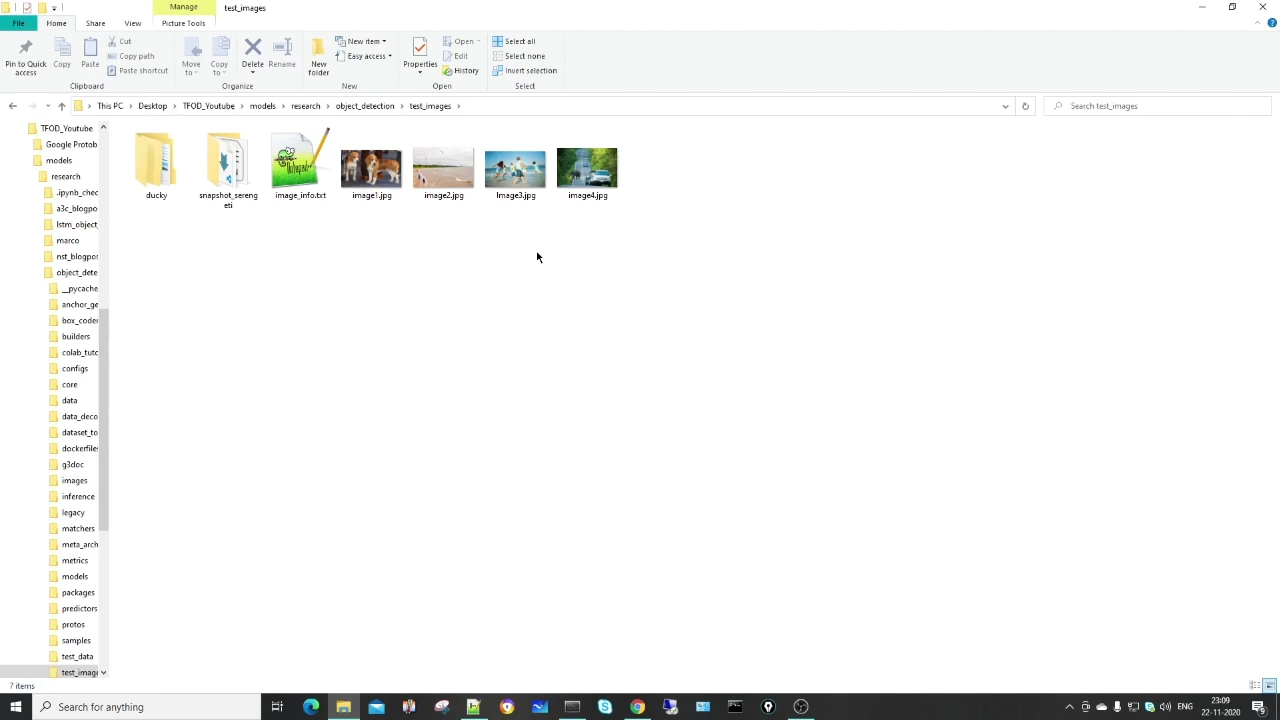 Manage
test_images
File
Home
Share
View
Picture Tools
Pin to Quick access
Copy
Paste
Cut
Copy path
Paste shortcut
Clipboard
Move to
Copy to
Delete
Rename
Organize
New folder
New item
Easy access
New
Properties
Open
Edit
History
Open
Select all
Select none
Invert selection
Select
This PC > Desktop > TFOD_Youtube > models > research > object_detection > test_images >
Search test_images
TFOD_Youtube
Google Protob
models
research
.ipynb_chec
a3c_blogpo
lstm_object
marco
nst_blogpos
object_dete
__pycache
anchor_ge
box_coder
builders
colab_tuto
configs
core
data
data_deco
dataset_to
dockerfiles
g3doc
images
inference
legacy
matchers
meta_arch
metrics
models
packages
predictors
protos
samples
test_data
test_image
ducky
snapshot_serengeti
image_info.txt
image1.jpg
image2.jpg
Image3.jpg
image4.jpg
7 items
Search for anything
ENG
23:09
22-11-2020